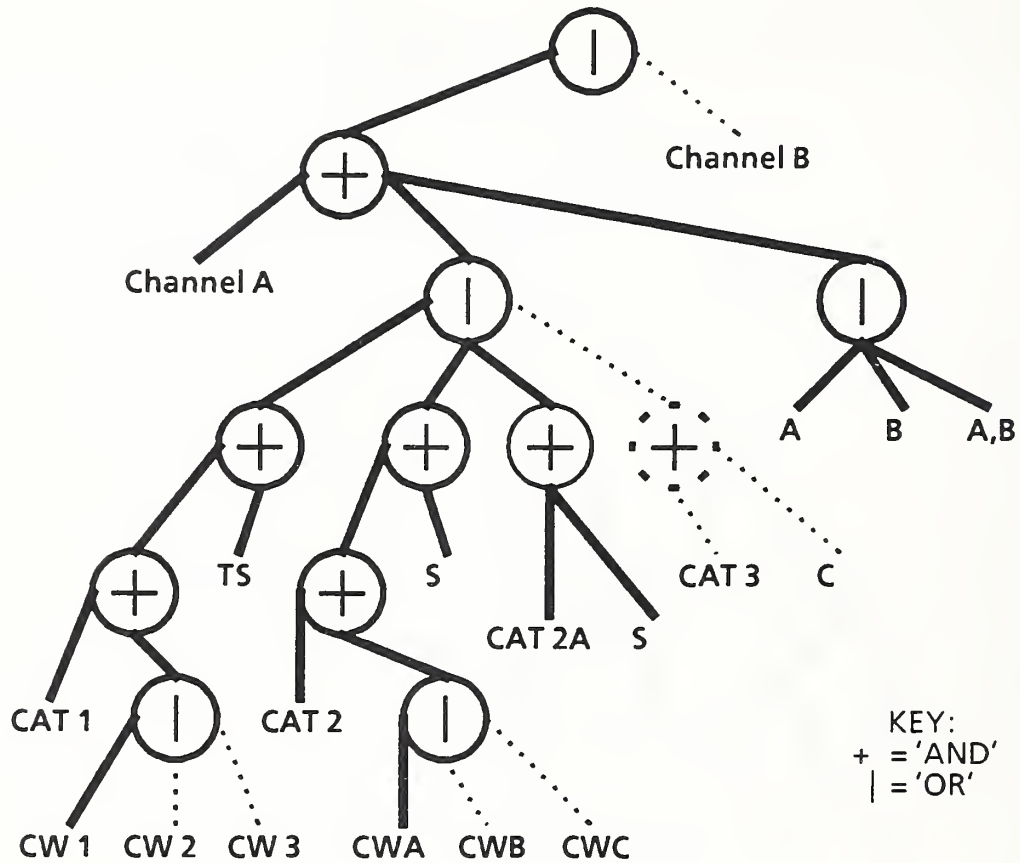 |
Channel B
+
Channel A
|
|
A B A,B
+ + + +
TS S CAT 3 C
+ +
CAT 2A S
CAT 1 CAT 2
| |
KEY:
+ = 'AND'
| = 'OR'
CW 1 CW 2 CW 3 CWA CWB CWC